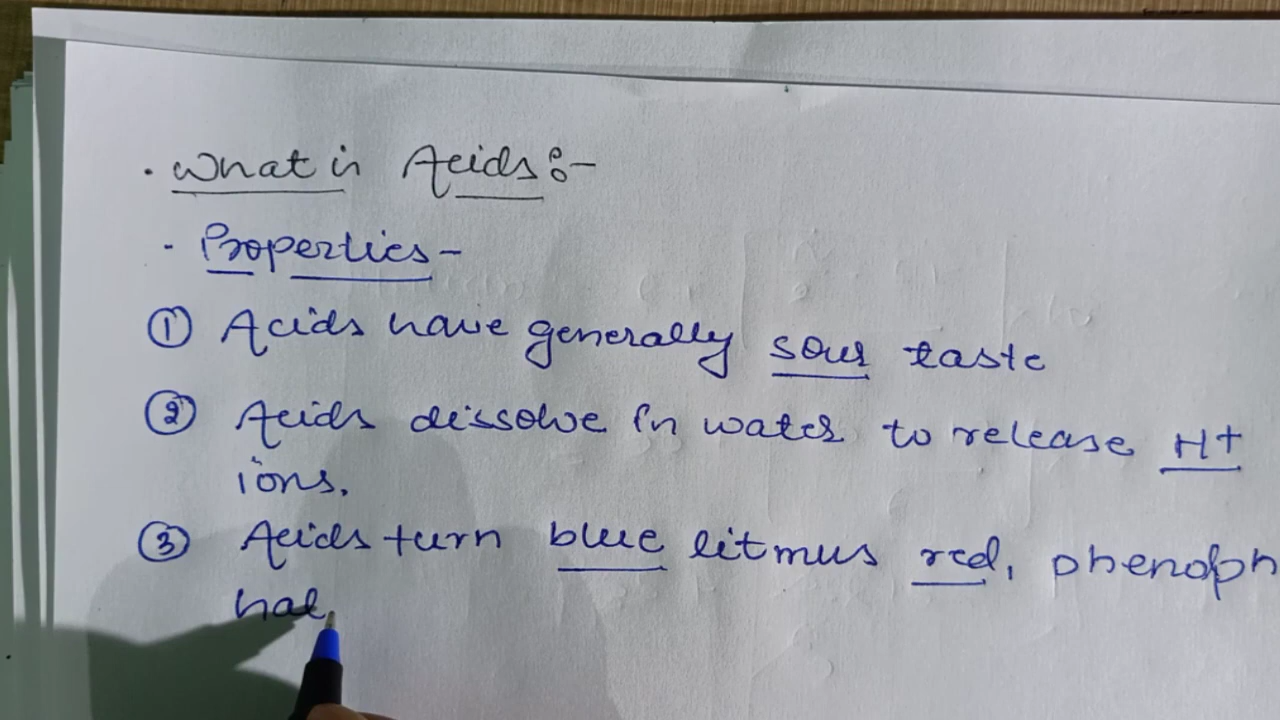 · What is Acids :-
- Properties -
① Acids have generally sour taste
② Acids dissolve in water to release H+
ions.
③ Acids turn blue litmus red, phenolph
hal